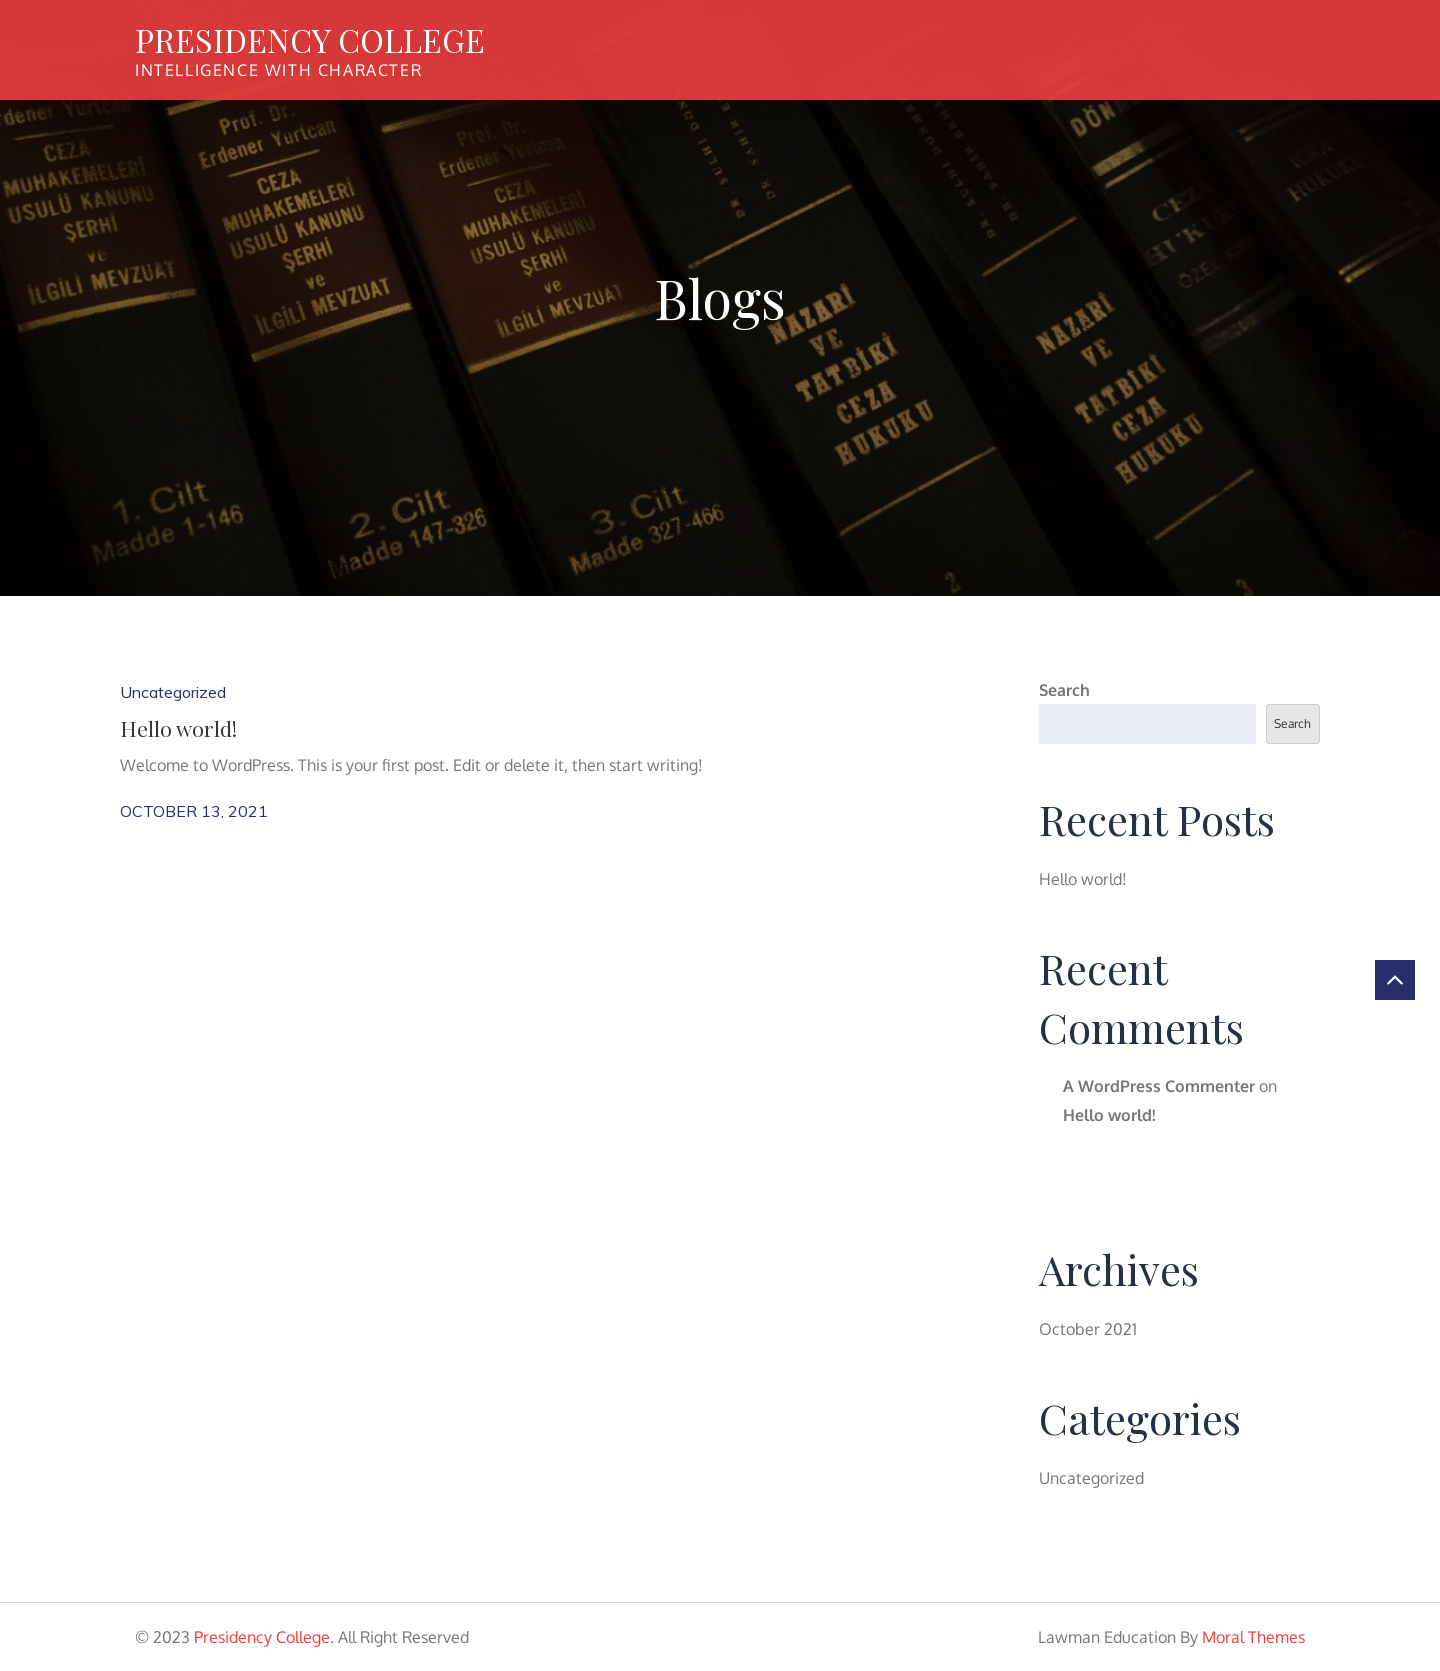 PRESIDENCY COLLEGE
INTELLIGENCE WITH CHARACTER
Prof. Dr.
Prof. Dr.
Erdener Yurtcan
Erdener Yurtcan
CEZA
MUHAKEMELERİ
USULÜ KANUNU
ŞERHİ
ve
İLGİLİ MEVZUAT
CEZA
MUHAKEMELERİ
USULÜ KANUNU
ŞERHİ
ve
İLGİLİ MEVZUAT
CEZA
MUHAKEMELERİ
USULÜ KANUNU
ŞERHİ
ve
İLGİLİ MEVZUAT
NAZARİ
VE
TATBİKİ
CEZA
HUKUKU
NAZARİ
VE
TATBİKİ
CEZA
HUKUKU
Blogs
1. Cilt
Madde 1-146
2. Cilt
Madde 147-326
3. Cilt
Madde 327-466
2
3
Uncategorized
Hello world!
Welcome to WordPress. This is your first post. Edit or delete it, then start writing!
OCTOBER 13, 2021
Search
Search
Recent Posts
Hello world!
Recent
Comments
A WordPress Commenter on
Hello world!
Archives
October 2021
Categories
Uncategorized
© 2023 Presidency College. All Right Reserved
Lawman Education By Moral Themes